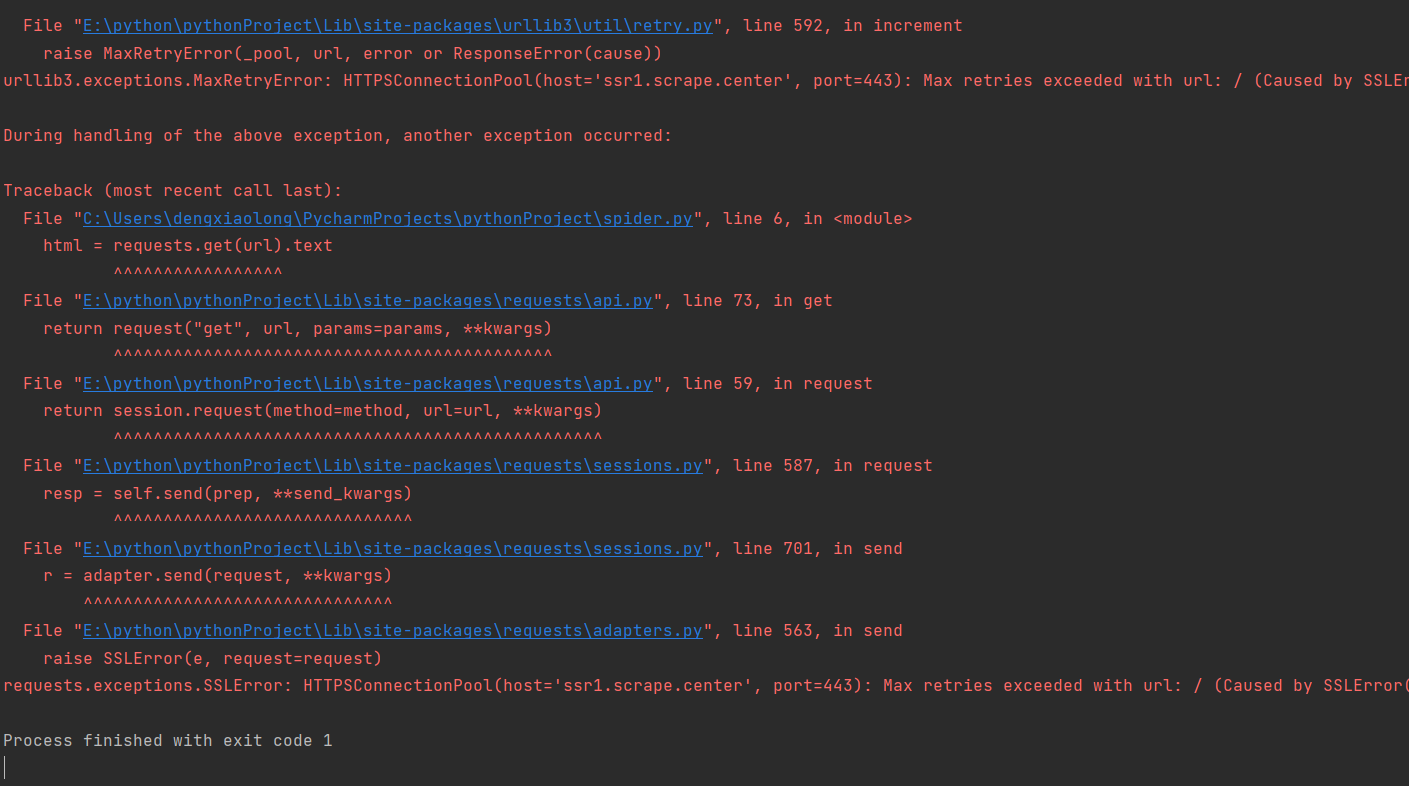 File "E:\python\pythonProject\Lib\site-packages\urllib3\util\retry.py", line 592, in increment
raise MaxRetryError(_pool, url, error or ResponseError(cause))
urllib3.exceptions.MaxRetryError: HTTPSConnectionPool(host='ssr1.scrape.center', port=443): Max retries exceeded with url: / (Caused by SSLEr
During handling of the above exception, another exception occurred:
Traceback (most recent call last):
File "C:\Users\dengxiaolong\PycharmProjects\pythonProject\spider.py", line 6, in <module>
html = requests.get(url).text
^^^^^^^^^^^^^^^^^
File "E:\python\pythonProject\Lib\site-packages\requests\api.py", line 73, in get
return request("get", url, params=params, **kwargs)
^^^^^^^^^^^^^^^^^^^^^^^^^^^^^^^^^^^^^^^^^^^^
File "E:\python\pythonProject\Lib\site-packages\requests\api.py", line 59, in request
return session.request(method=method, url=url, **kwargs)
^^^^^^^^^^^^^^^^^^^^^^^^^^^^^^^^^^^^^^^^^^^^^^^^^
File "E:\python\pythonProject\Lib\site-packages\requests\sessions.py", line 587, in request
resp = self.send(prep, **send_kwargs)
^^^^^^^^^^^^^^^^^^^^^^^^^^^^^^
File "E:\python\pythonProject\Lib\site-packages\requests\sessions.py", line 701, in send
r = adapter.send(request, **kwargs)
^^^^^^^^^^^^^^^^^^^^^^^^^^^^^^^
File "E:\python\pythonProject\Lib\site-packages\requests\adapters.py", line 563, in send
raise SSLError(e, request=request)
requests.exceptions.SSLError: HTTPSConnectionPool(host='ssr1.scrape.center', port=443): Max retries exceeded with url: / (Caused by SSLError(
Process finished with exit code 1